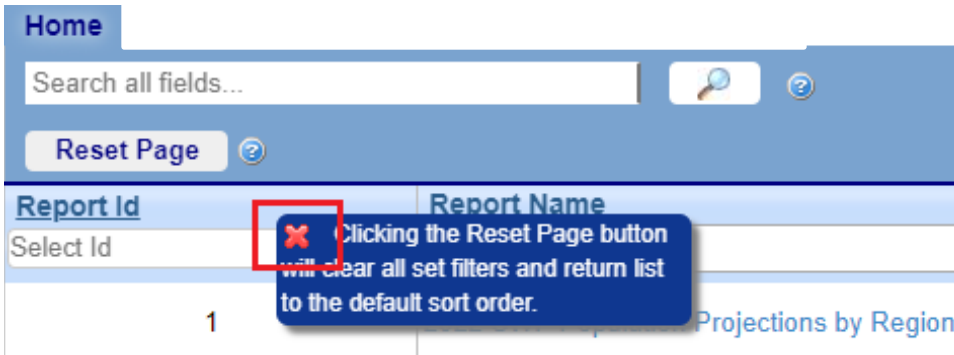 Home
Search all fields...
Reset Page
Report Id
Report Name
Select Id
Clicking the Reset Page button
will clear all set filters and return list
to the default sort order.
1
Projections by Region